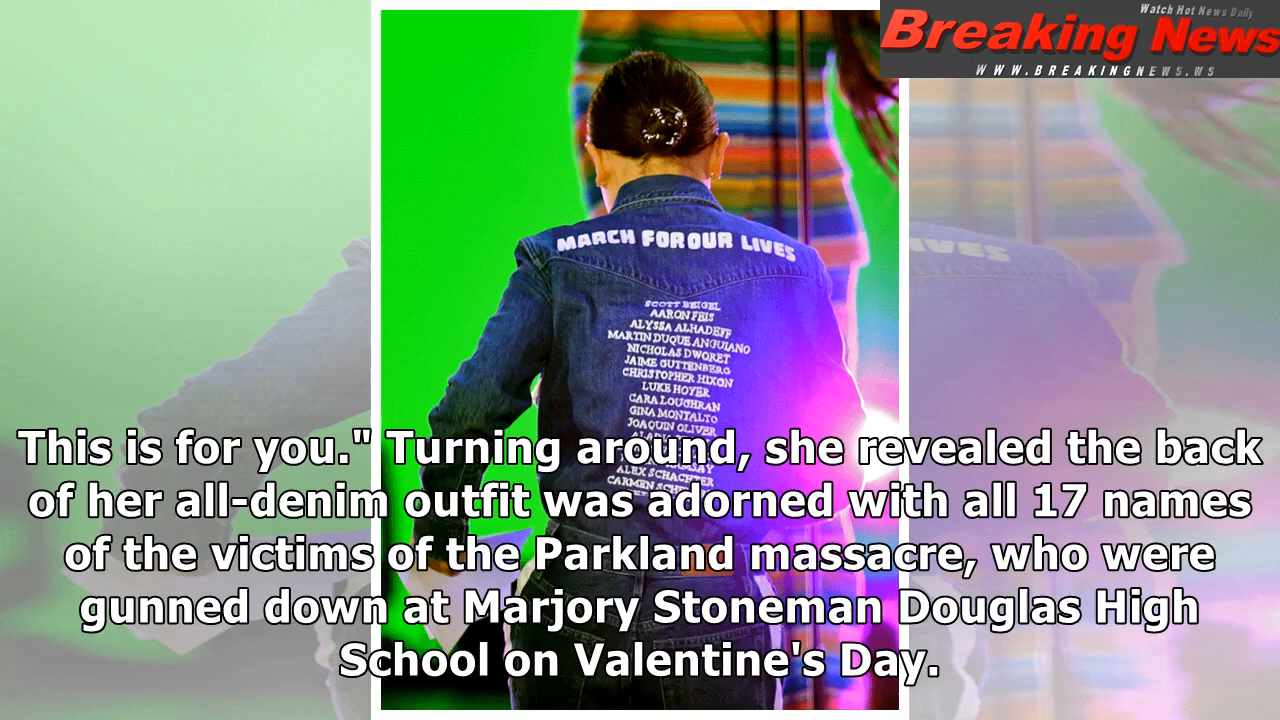 Watch Hot News Daily
Breaking News
WWW.BREAKINGNEWS.WS
MARCH FOR OUR LIVES
LIVES
SCOTT BEIGEL
AARON FEIS
ALYSSA ALHADEFF
MARTIN DUQUE ANGUIANO
NICHOLAS DWORET
JAIME GUTTENBERG
CHRISTOPHER HIXON
LUKE HOYER
CARA LOUGHRAN
GINA MONTALTO
JOAQUIN OLIVER
ALEX SCHACHTER
CARMEN
This is for you." Turning around, she revealed the back
of her all-denim outfit was adorned with all 17 names
of the victims of the Parkland massacre, who were
gunned down at Marjory Stoneman Douglas High
School on Valentine's Day.